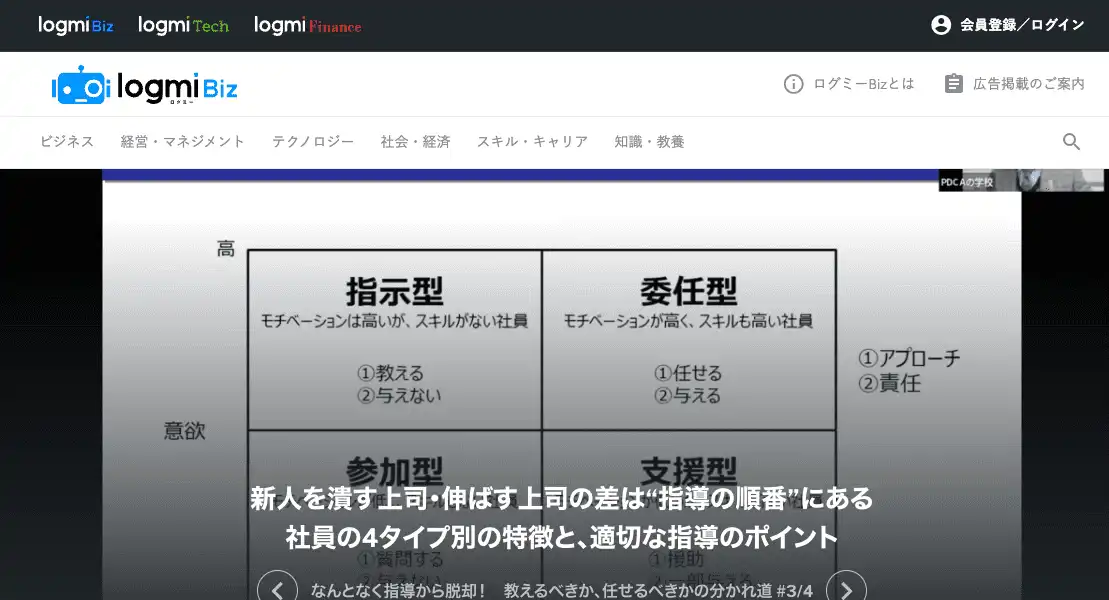 logmi Biz logmi Tech logmi Finance 会員登録／ログイン
logmi Biz ログミーBizとは 広告掲載のご案内
ログミー
ビジネス 経営・マネジメント テクノロジー 社会・経済 スキル・キャリア 知識・教養
PDCAの学校
高
指示型 委任型
モチベーションは高いが、スキルがない社員 モチベーションが高く、スキルも高い社員
①教える ①任せる ①アプローチ
②与えない ②与える ②責任
意欲
参加型 支援型
新人を潰す上司・伸ばす上司の差は“指導の順番”にある
社員の4タイプ別の特徴と、適切な指導のポイント
①質問する ①援助
②与えない ②一部与える
なんとなく指導から脱却！ 教えるべきか、任せるべきかの分かれ道 #3/4